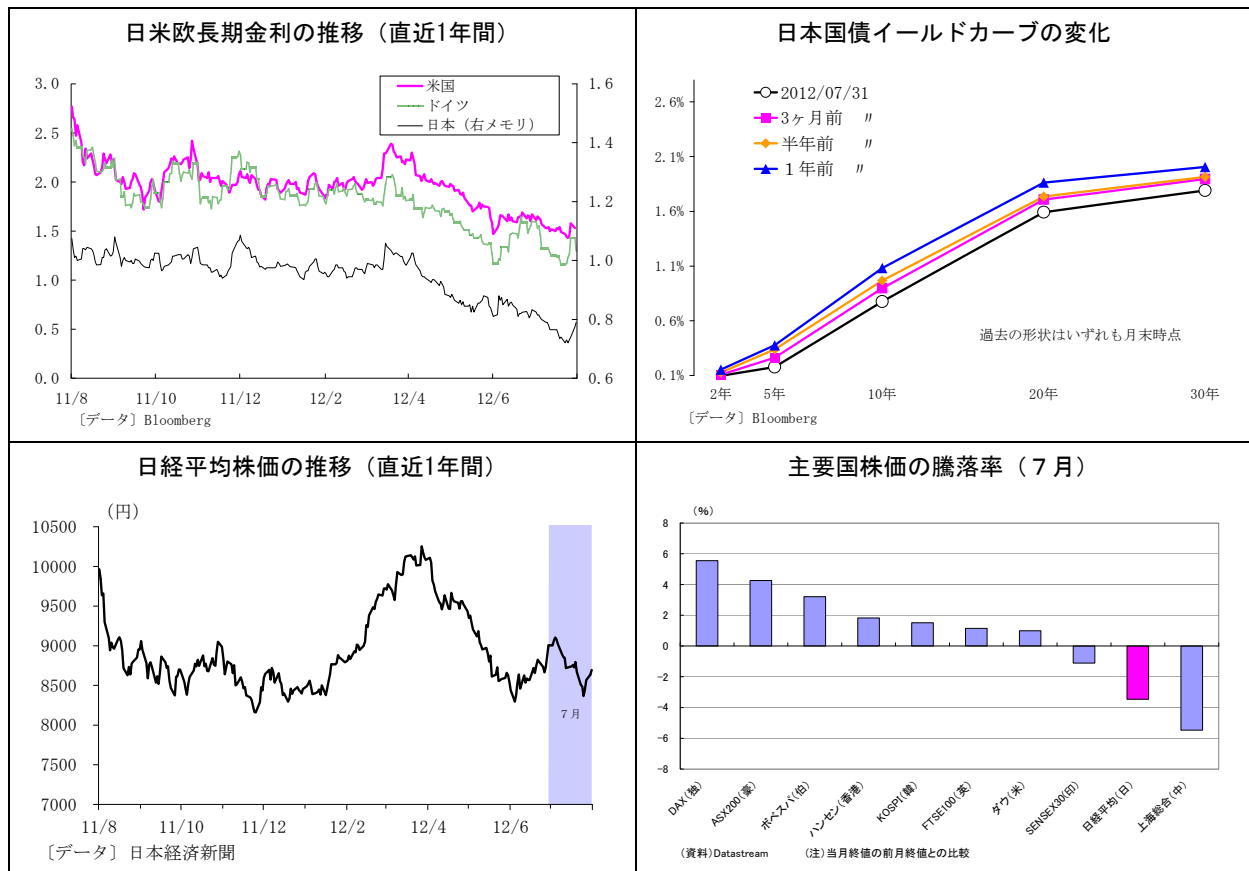 日米欧長期金利の推移（直近1年間）
3.0
2.5
2.0
1.5
1.0
0.5
0.0
1.6
1.4
1.2
1.0
0.8
0.6
米国
ドイツ
日本（右メモリ）
11/8 11/10 11/12 12/2 12/4 12/6
〔データ〕Bloomberg
日本国債イールドカーブの変化
2.6%
2.1%
1.6%
1.1%
0.6%
0.1%
2012/07/31
3ヶ月前 〃
半年前 〃
１年前 〃
過去の形状はいずれも月末時点
2年 5年 10年 20年 30年
〔データ〕Bloomberg
日経平均株価の推移（直近1年間）
（円）
10500
10000
9500
9000
8500
8000
7500
7000
7月
11/8 11/10 11/12 12/2 12/4 12/6
〔データ〕日本経済新聞
主要国株価の騰落率（７月）
（%）
8
6
4
2
0
-2
-4
-6
-8
DAX(独)
ASX200(豪)
ボベスパ(伯)
ハンセン(香港)
KOSPI(韓)
FTSE100(英)
ダウ(米)
SENSEX30(印)
日経平均(日)
上海総合(中)
（資料）Datastream （注）当月終値の前月終値との比較